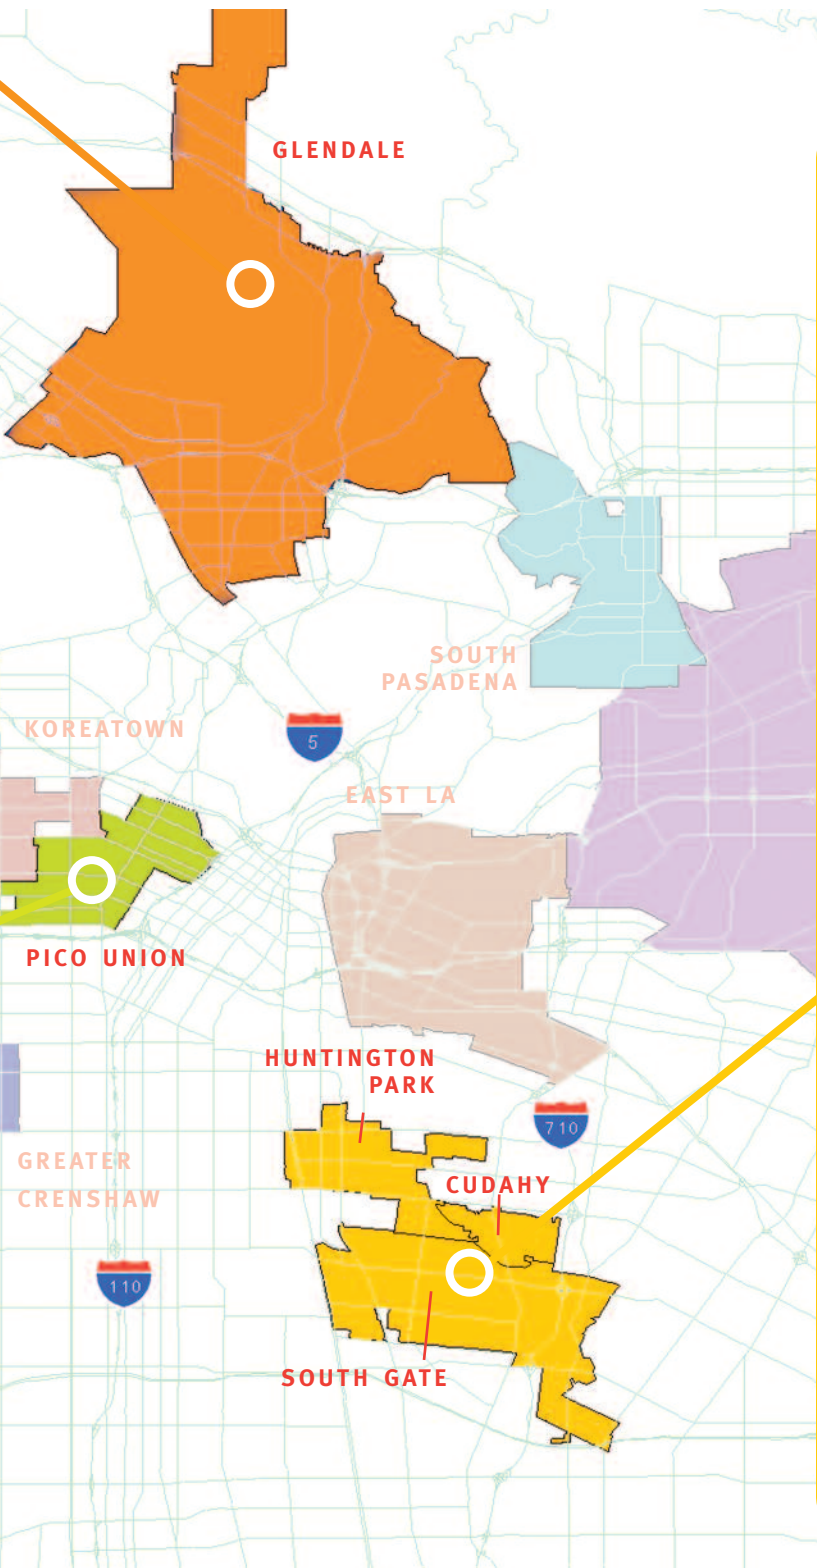 GLENDALE
SOUTH
PASADENA
KOREATOWN
5
EAST LA
PICO UNION
HUNTINGTON
PARK
710
GREATER
CRENSHAW
CUDAHY
110
SOUTH GATE